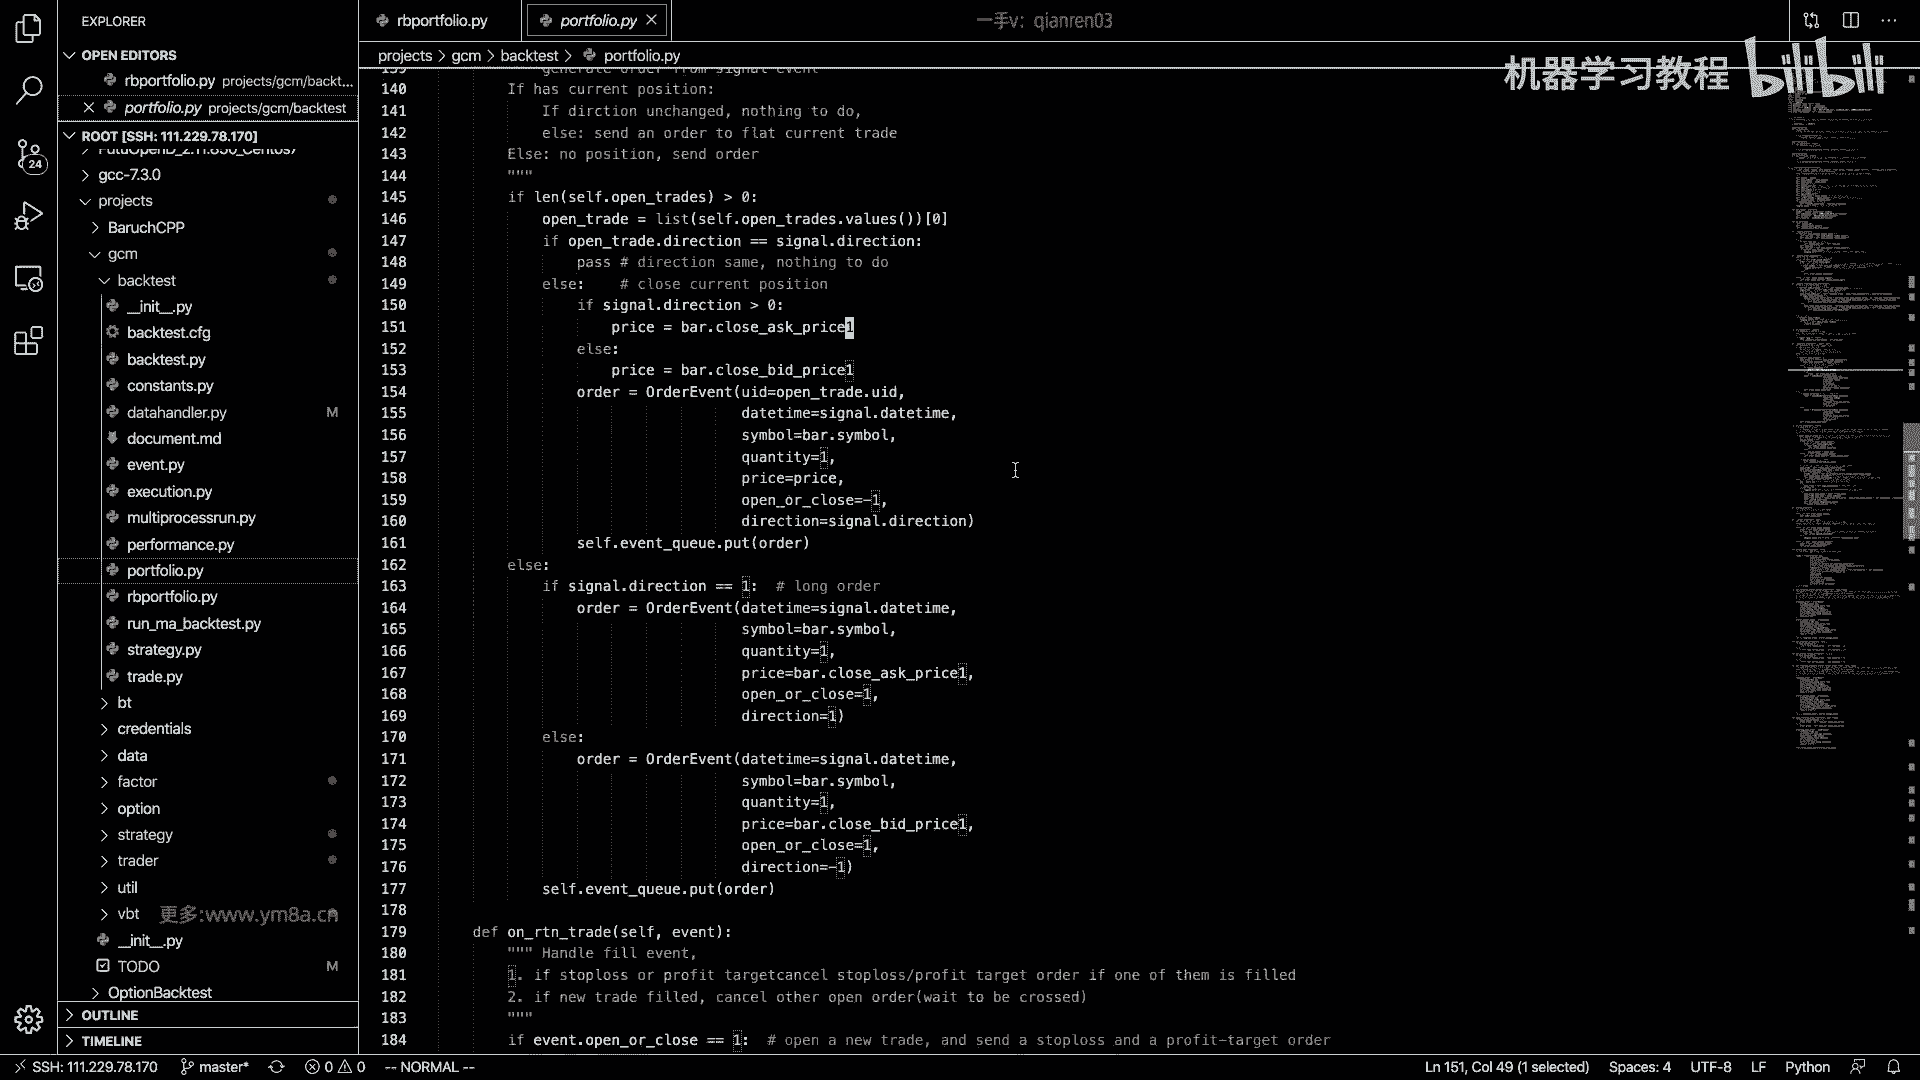 EXPLORER
OPEN EDITORS
rbportfolio.py projects/gcm/backt...
portfolio.py projects/gcm/backtest
ROOT [SSH: 111.229.78.170]
gcc-7.3.0
projects
BaruchCPP
gcm
backtest
__init__.py
backtest.cfg
backtest.py
constants.py
datahandler.py M
document.md
event.py
execution.py
multiprocessrun.py
performance.py
portfolio.py
rbportfolio.py
run_ma_backtest.py
strategy.py
trade.py
bt
credentials
data
factor
option
strategy
trader
util
vbt
更多:www.ym8a.cn
__init__.py
TODO M
OptionBacktest
OUTLINE
TIMELINE
24
rbportfolio.py
portfolio.py
一手v: qianren03
projects > gcm > backtest > portfolio.py
机器学习教程 bilibili
139 generate order from signal event
140 If has current position:
141 If dirction unchanged, nothing to do,
142 else: send an order to flat current trade
143 Else: no position, send order
144 """
145 if len(self.open_trades) > 0:
146 open_trade = list(self.open_trades.values())[0]
147 if open_trade.direction == signal.direction:
148 pass # direction same, nothing to do
149 else: # close current position
150 if signal.direction > 0:
151 price = bar.close_ask_price1
152 else:
153 price = bar.close_bid_price1
154 order = OrderEvent(uid=open_trade.uid,
155 datetime=signal.datetime,
156 symbol=bar.symbol,
157 quantity=1,
158 price=price,
159 open_or_close=-1,
160 direction=signal.direction)
161 self.event_queue.put(order)
162 else:
163 if signal.direction == 1: # long order
164 order = OrderEvent(datetime=signal.datetime,
165 symbol=bar.symbol,
166 quantity=1,
167 price=bar.close_ask_price1,
168 open_or_close=1,
169 direction=1)
170 else:
171 order = OrderEvent(datetime=signal.datetime,
172 symbol=bar.symbol,
173 quantity=1,
174 price=bar.close_bid_price1,
175 open_or_close=1,
176 direction=-1)
177 self.event_queue.put(order)
178
179 def on_rtn_trade(self, event):
180 """ Handle fill event,
181 1. if stoploss or profit targetcancel stoploss/profit target order if one of them is filled
182 2. if new trade filled, cancel other open order(wait to be crossed)
183 """
184 if event.open_or_close == 1: # open a new trade, and send a stoploss and a profit-target order
SSH: 111.229.78.170 master* 0 0 -- NORMAL -- Ln 151, Col 49 (1 selected) Spaces: 4 UTF-8 LF Python